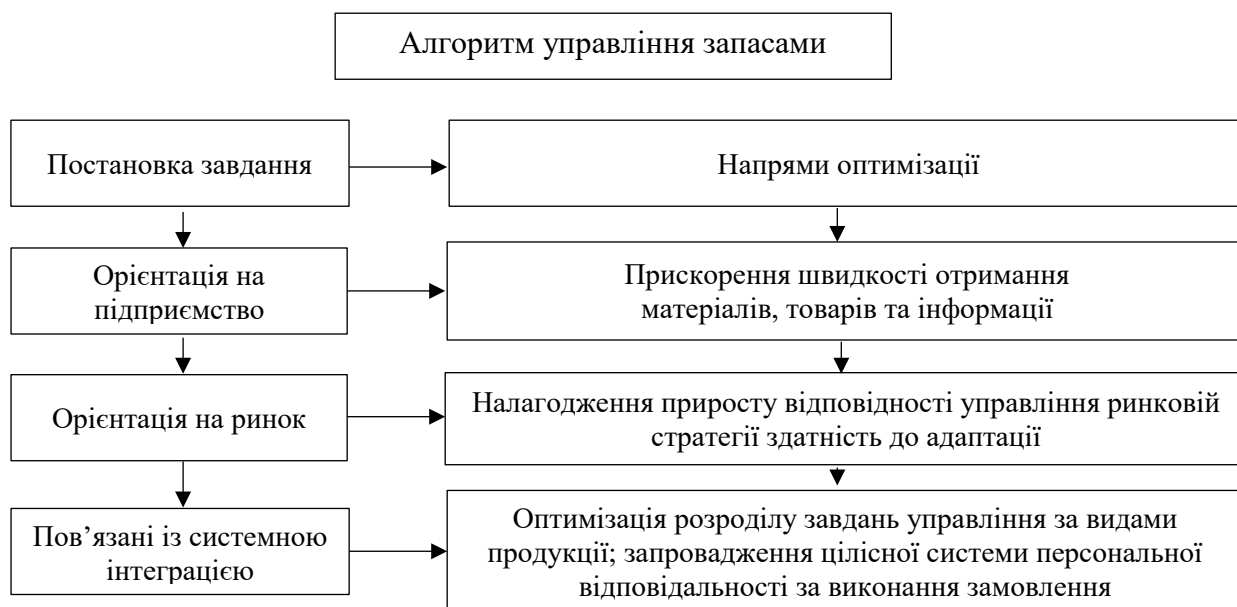 Алгоритм управління запасами
Постановка завдання
Напрями оптимізації
Орієнтація на
підприємство
Прискорення швидкості отримання
матеріалів, товарів та інформації
Орієнтація на ринок
Налагодження приросту відповідності управління ринковій
стратегії здатність до адаптації
Пов’язані із системною
інтеграцією
Оптимізація розроділу завдань управління за видами
продукції; запровадження цілісної системи персональної
відповідальності за виконання замовлення